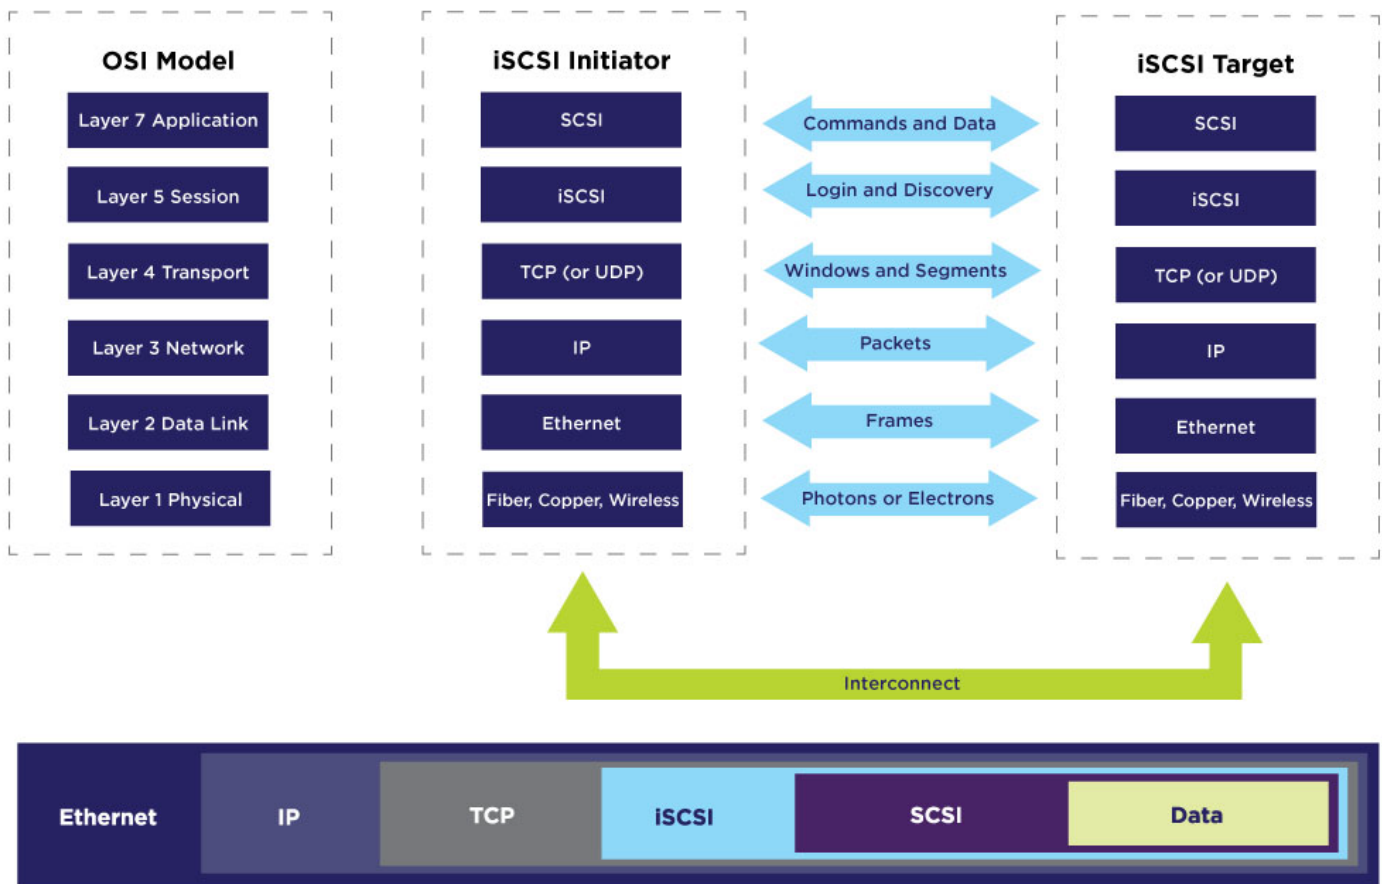 OSI Model
Layer 7 Application
Layer 5 Session
Layer 4 Transport
Layer 3 Network
Layer 2 Data Link
Layer 1 Physical
iSCSI Initiator
SCSI
iSCSI
TCP (or UDP)
IP
Ethernet
Fiber, Copper, Wireless
Commands and Data
Login and Discovery
Windows and Segments
Packets
Frames
Photons or Electrons
iSCSI Target
SCSI
iSCSI
TCP (or UDP)
IP
Ethernet
Fiber, Copper, Wireless
Interconnect
Ethernet
IP
TCP
iSCSI
SCSI
Data